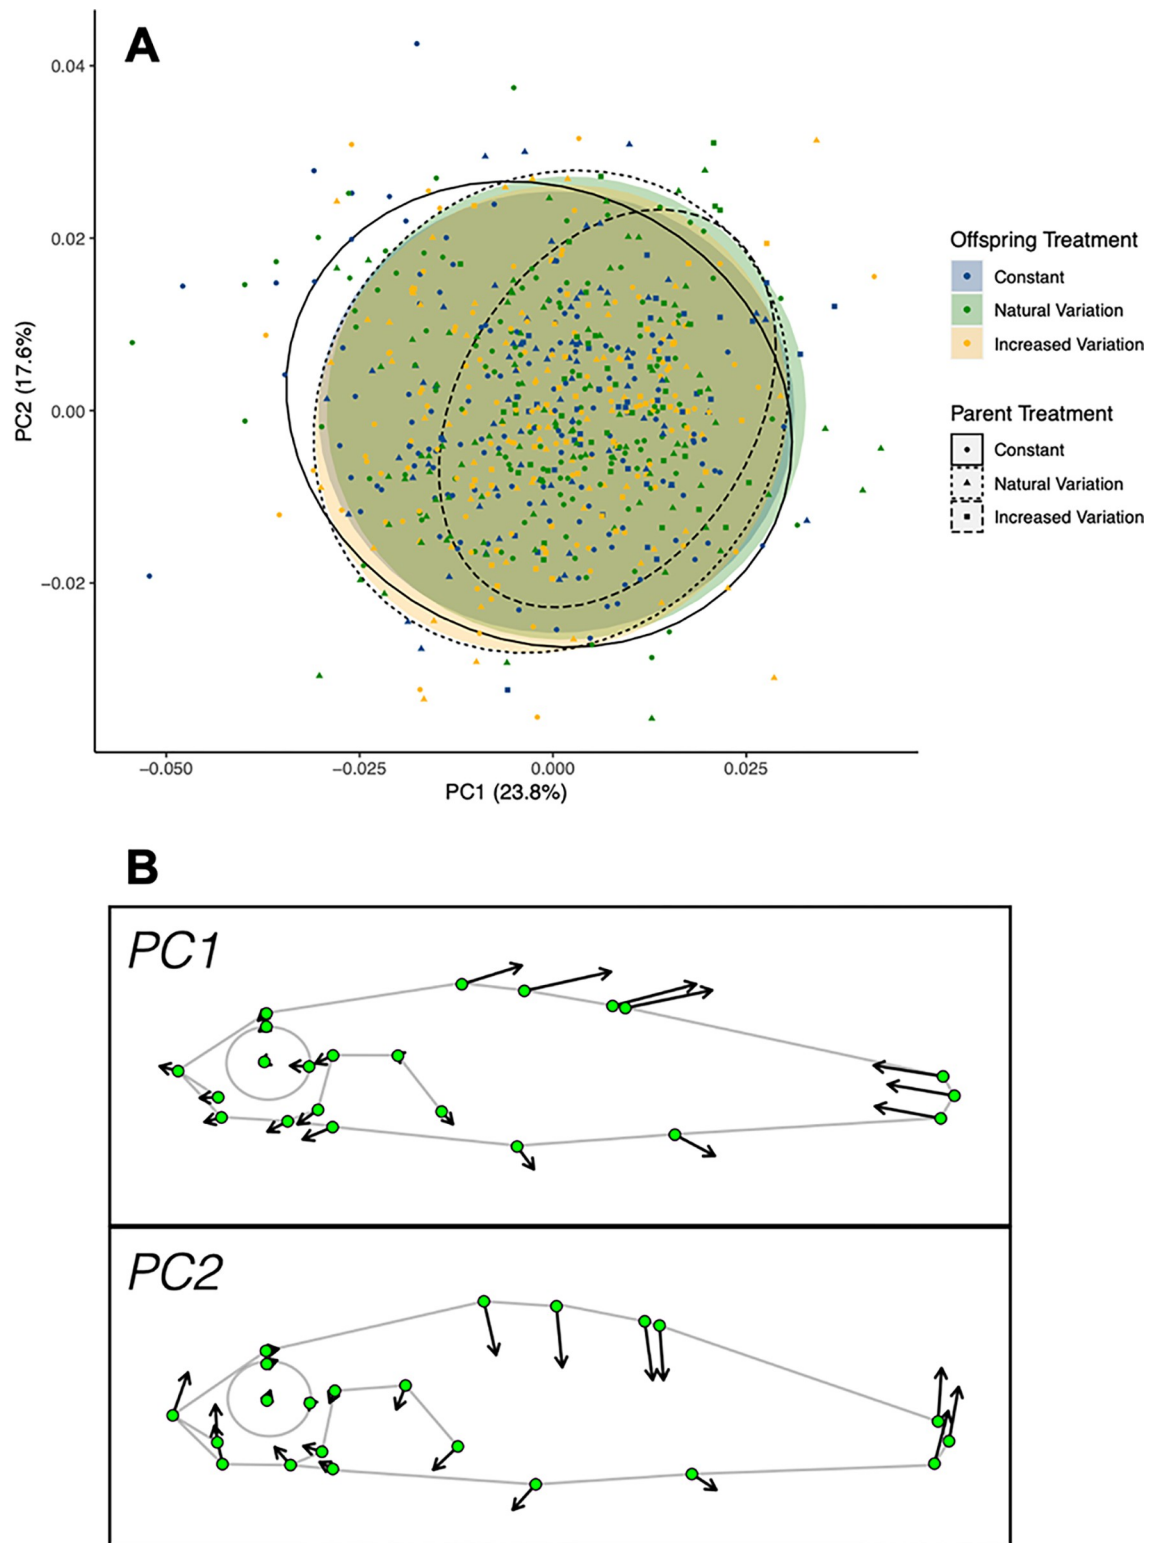 A
0.04
0.02
0.00
−0.02
PC2 (17.6%)
−0.050
−0.025
0.000
0.025
PC1 (23.8%)
Offspring Treatment
Constant
Natural Variation
Increased Variation
Parent Treatment
Constant
Natural Variation
Increased Variation
B
PC1
PC2